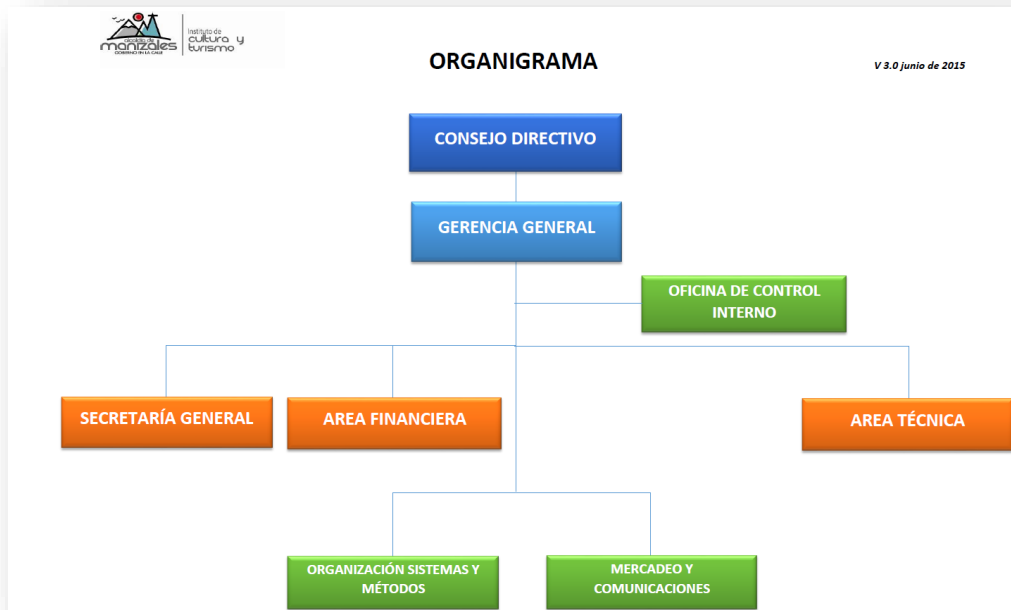 alcaldía de
manizales
GOBIERNO EN LA CALLE
Instituto de
cultura y
turismo
ORGANIGRAMA
V 3.0 junio de 2015
CONSEJO DIRECTIVO
GERENCIA GENERAL
OFICINA DE CONTROL
INTERNO
SECRETARÍA GENERAL
AREA FINANCIERA
AREA TÉCNICA
ORGANIZACIÓN SISTEMAS Y
MÉTODOS
MERCADEO Y
COMUNICACIONES